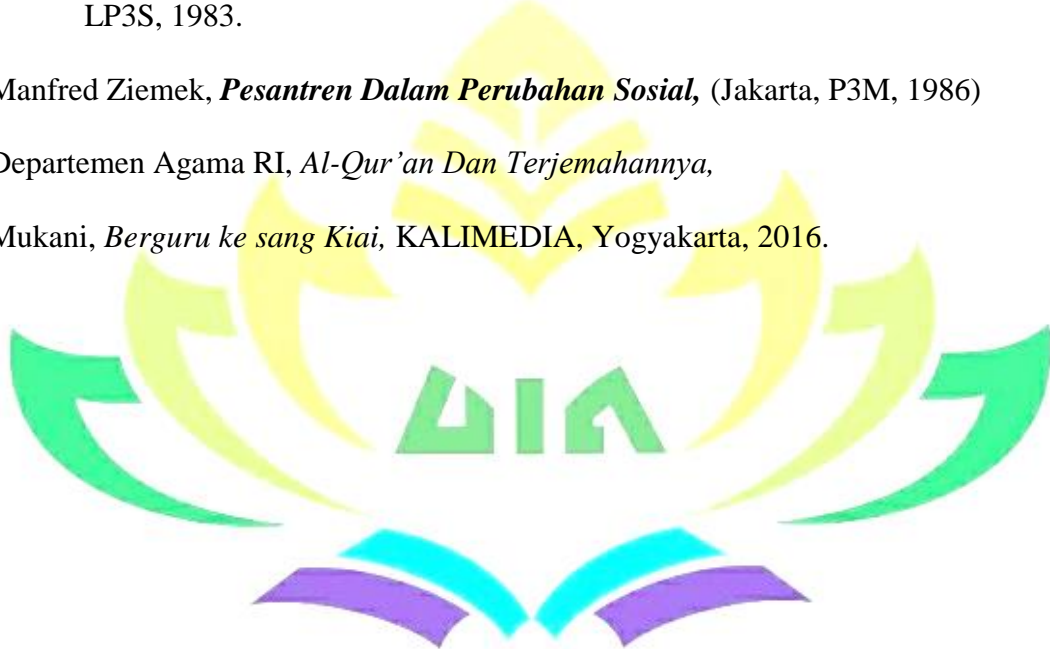 LP3S, 1983.
Manfred Ziemek, Pesantren Dalam Perubahan Sosial, (Jakarta, P3M, 1986)
Departemen Agama RI, Al-Qur’an Dan Terjemahannya,
Mukani, Berguru ke sang Kiai, KALIMEDIA, Yogyakarta, 2016.
UIN